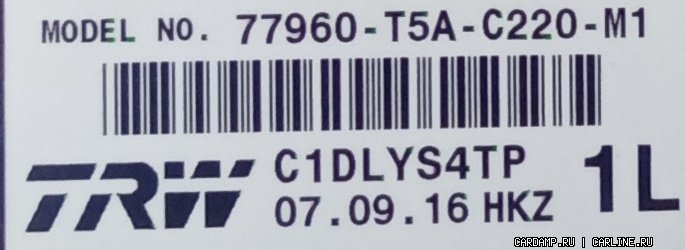 MODEL NO. 77960-T5A-C220-M1
TRW C1DLYS4TP 1L
07.09.16 HKZ
CARDAMP.RU | CARLINE.RU